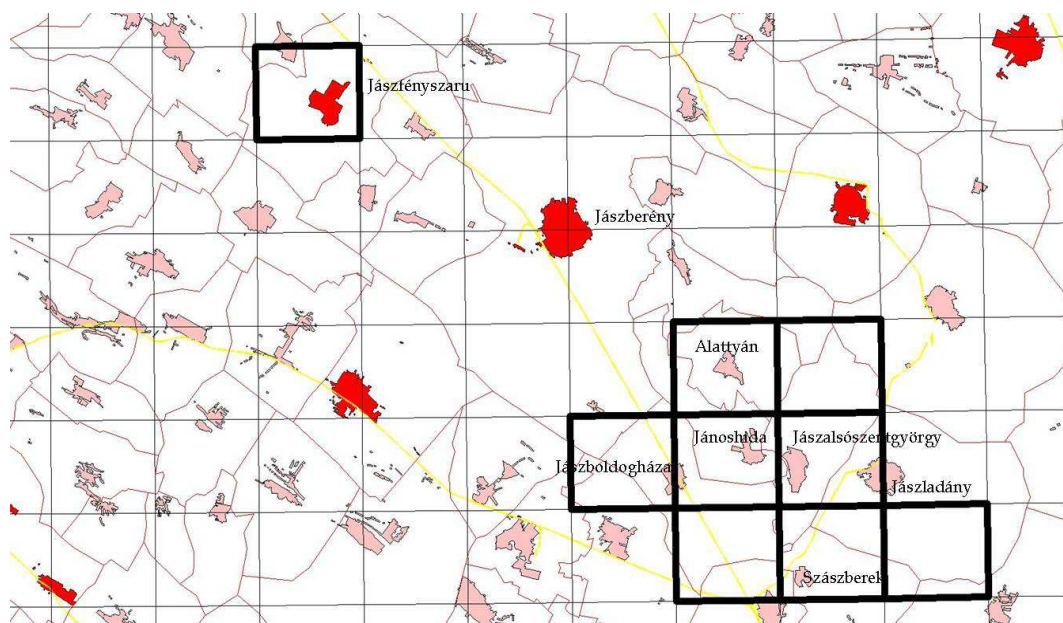 Jászfényszaru
Jászberény
Alattyán
Jánoshida
Jászalsószentgyörgy
Jászboldogháza
Jászladány
Szászberek